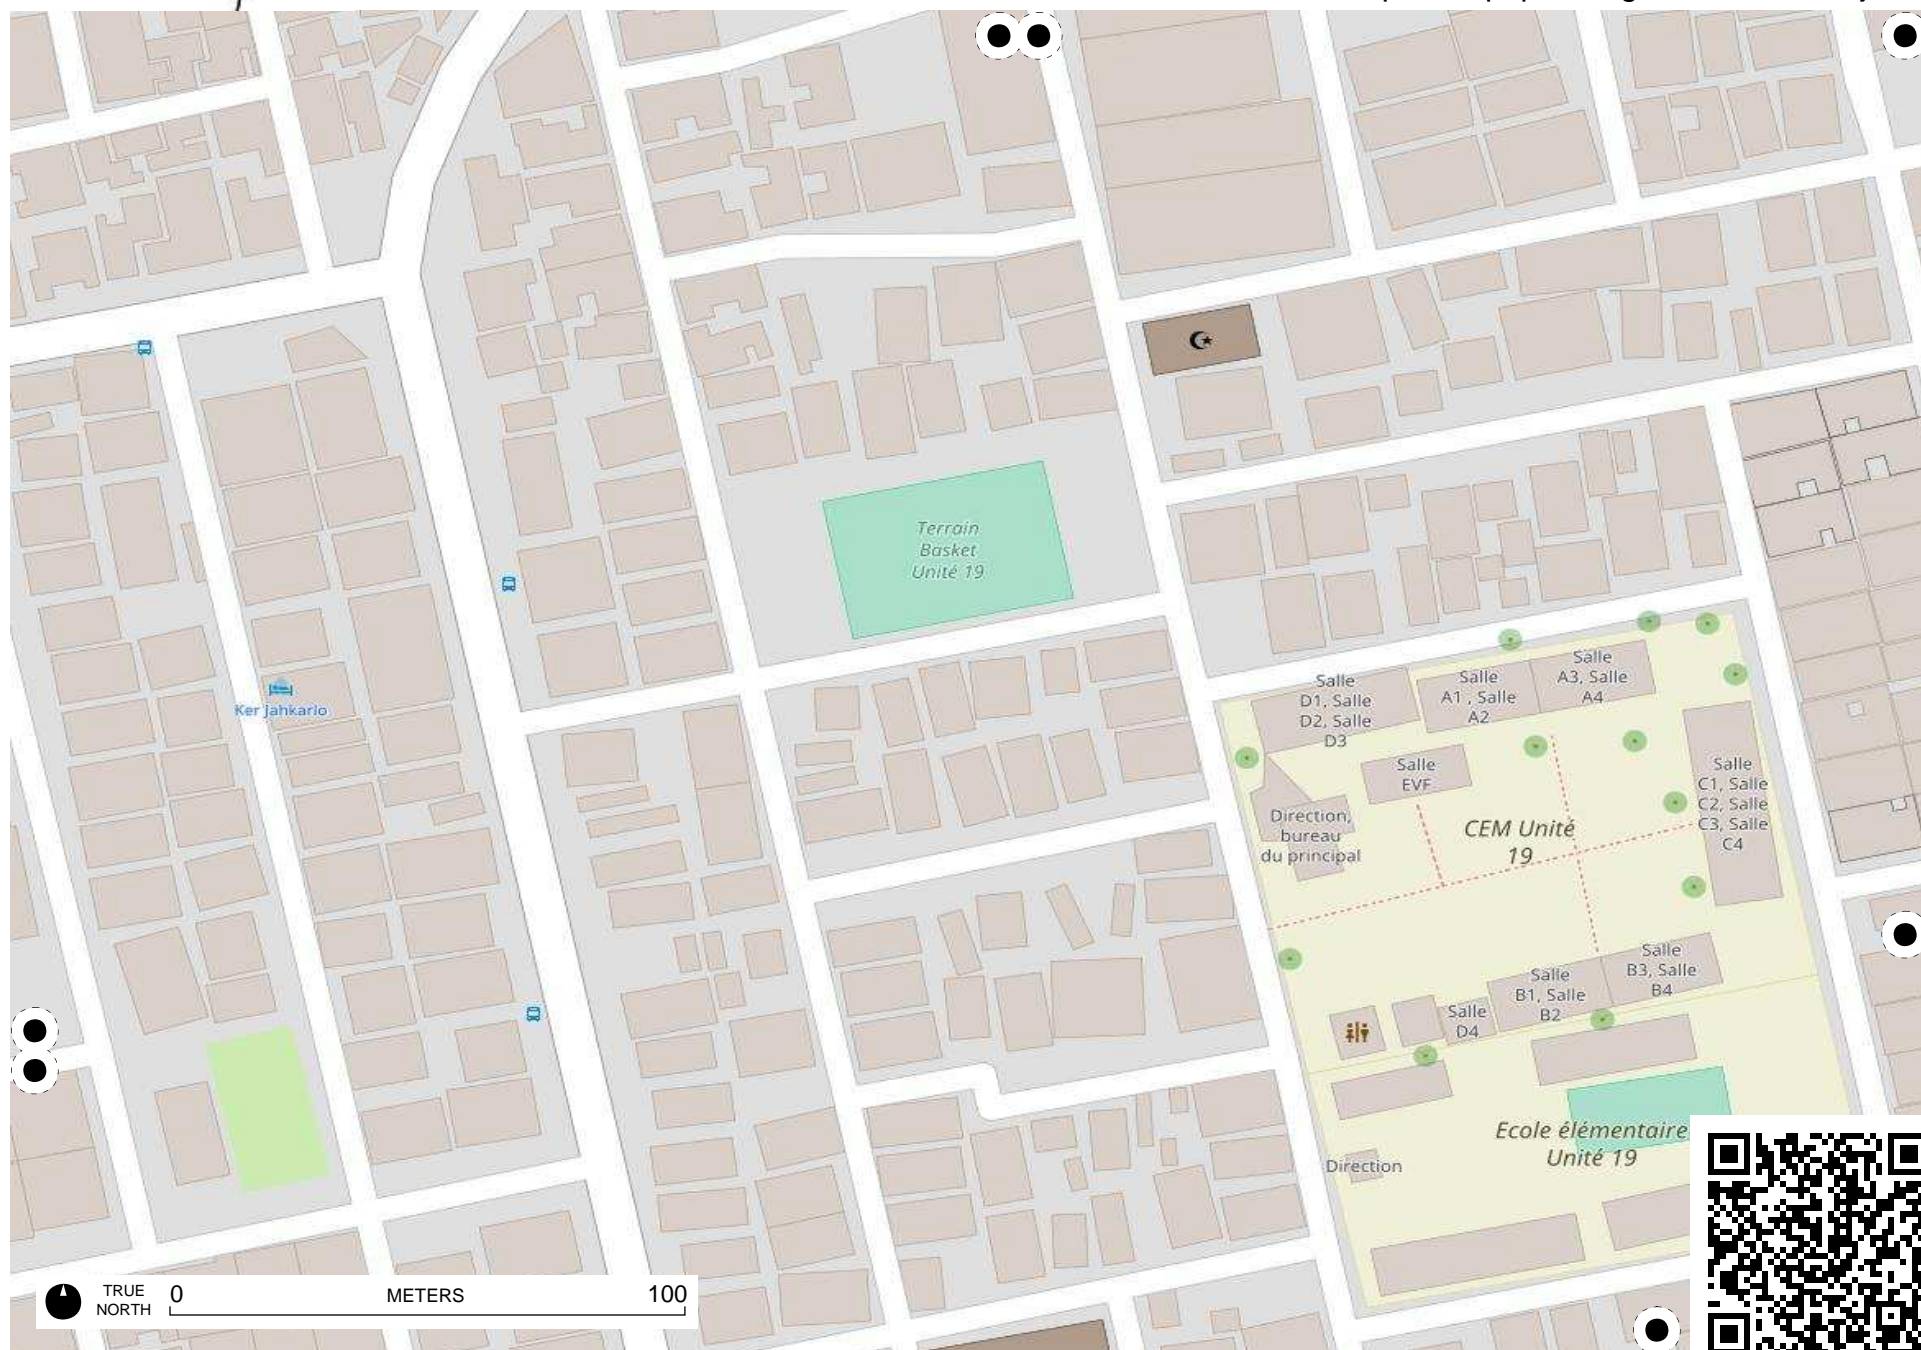 Terrain
Basket
Unité 19
Ker Jahkarlo
Salle
D1, Salle
D2, Salle
D3
Salle
A1 , Salle
A2
Salle
A3, Salle
A4
Salle
EVF
Salle
C1, Salle
C2, Salle
C3, Salle
C4
Direction,
bureau
du principal
CEM Unité
19
Salle
B3, Salle
B4
Salle
B1, Salle
B2
Salle
D4
Ecole élémentaire
Unité 19
Direction
TRUE
NORTH
0 METERS 100